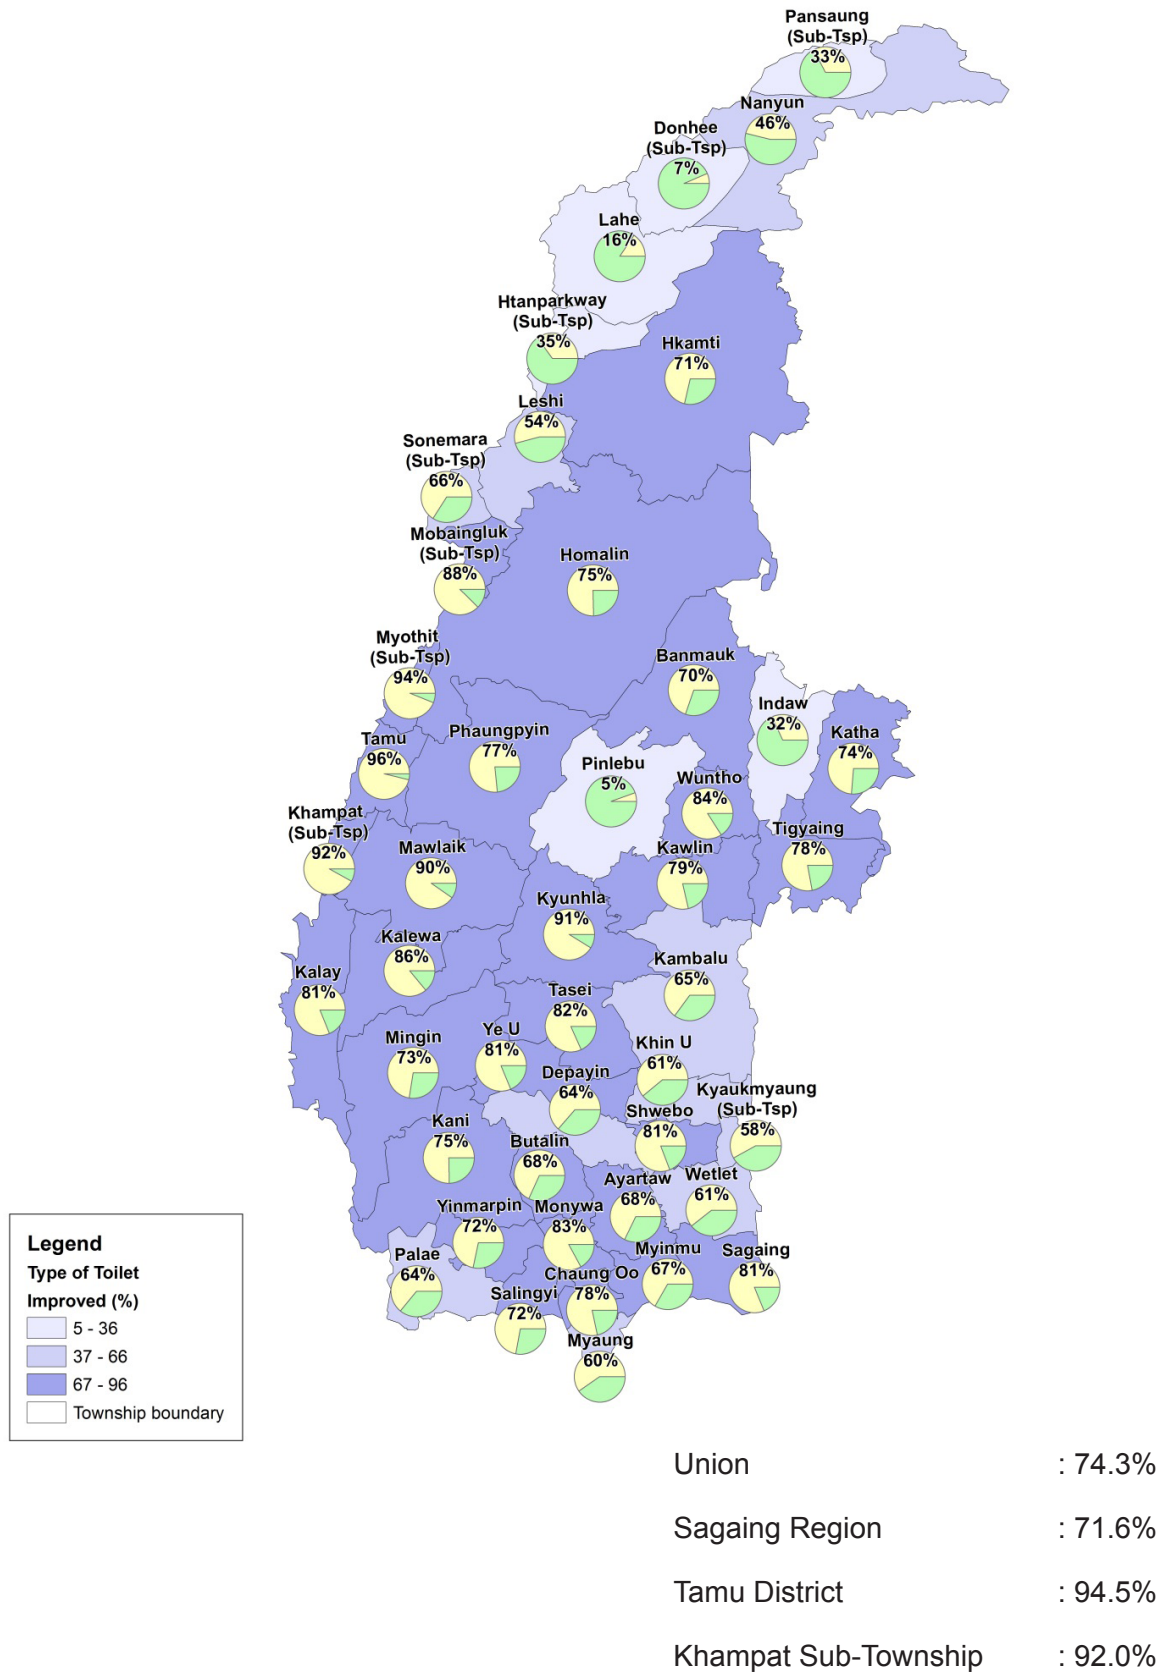 Pansaung
(Sub-Tsp)
33%
Nanyun
46%
Donhee
(Sub-Tsp)
7%
Lahe
16%
Htanparkway
(Sub-Tsp)
35%
Hkamti
71%
Leshi
54%
Sonemara
(Sub-Tsp)
66%
Mobaingluk
(Sub-Tsp)
88%
Homalin
75%
Myothit
(Sub-Tsp)
94%
Banmauk
70%
Indaw
32%
Katha
74%
Tamu
96%
Phaungpyin
77%
Pinlebu
5%
Wuntho
84%
Khampat
(Sub-Tsp)
92%
Mawlaik
90%
Kawlin
79%
Tigyaing
78%
Kyunhla
91%
Kalewa
86%
Kalay
81%
Kambalu
65%
Tasei
82%
Mingin
73%
Ye U
81%
Khin U
61%
Depayin
64%
Kyaukmyaung
(Sub-Tsp)
58%
Shwebo
81%
Kani
75%
Butalin
68%
Ayartaw
68%
Wetlet
61%
Yinmarpin
72%
Monywa
83%
Palae
64%
Myinmu
67%
Sagaing
81%
Salingyi
72%
Chaung Oo
78%
Myaung
60%
Legend
Type of Toilet
Improved (%)
5 - 36
37 - 66
67 - 96
Township boundary
Union : 74.3%
Sagaing Region : 71.6%
Tamu District : 94.5%
Khampat Sub-Township : 92.0%